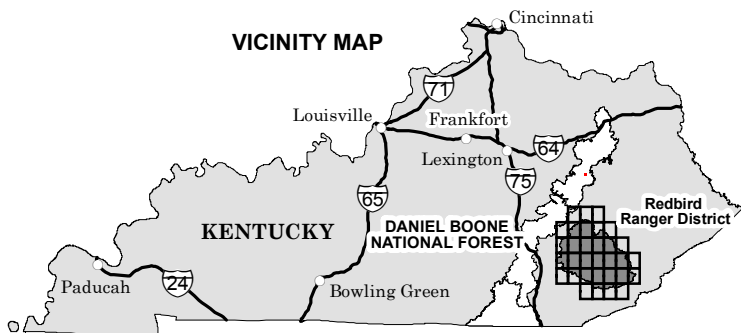 Cincinnati
VICINITY MAP
71
Louisville
Frankfort
64
Lexington
75
65
Redbird
Ranger District
DANIEL BOONE
NATIONAL FOREST
KENTUCKY
24
Paducah
Bowling Green